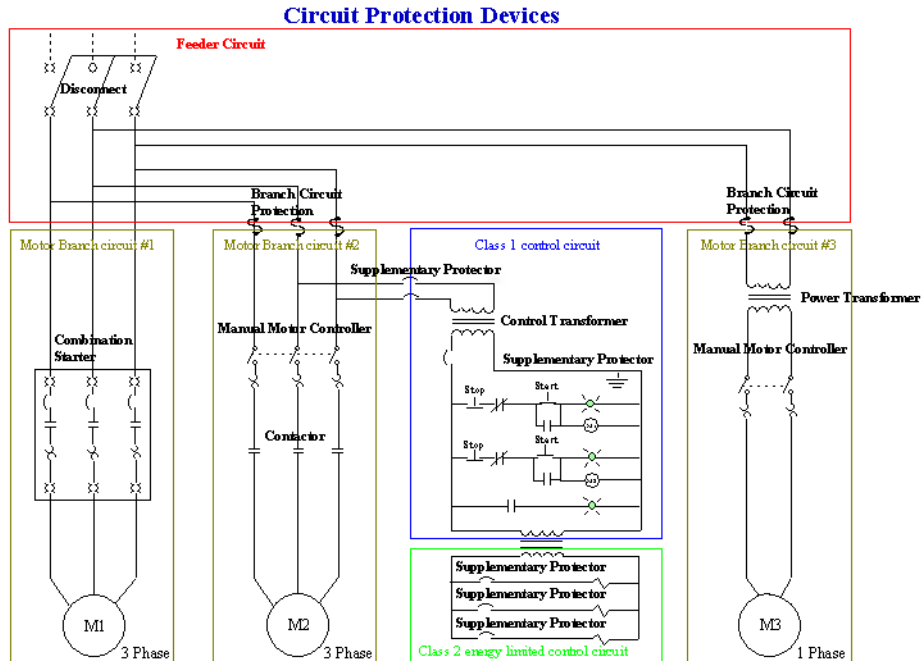 Circuit Protection Devices
Feeder Circuit
Disconnect
Branch Circuit
Protection
Branch Circuit
Protection
Motor Branch circuit #1
Motor Branch circuit #2
Class 1 control circuit
Motor Branch circuit #3
Supplementary Protector
Power Transformer
Control Transformer
Manual Motor Controller
Combination
Starter
Supplementary Protector
Manual Motor Controller
Stop
Start
Contactor
Stop
Start
Supplementary Protector
Supplementary Protector
Supplementary Protector
M1
3 Phase
M2
3 Phase
Class 2 energy limited control circuit
M3
1 Phase